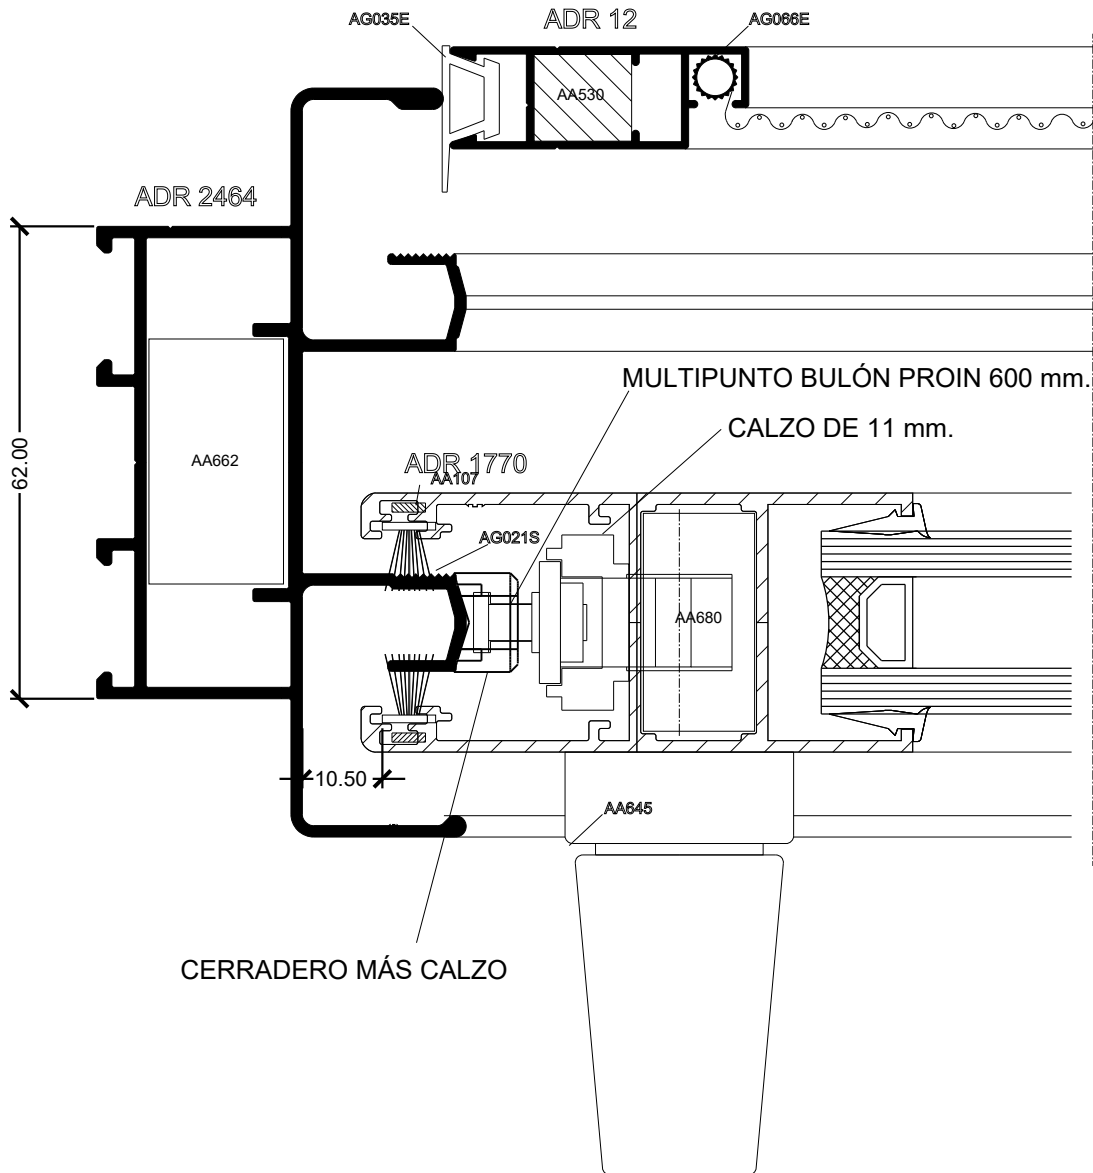 AG035E
ADR 12
AG066E
AA530
ADR 2464
MULTIPUNTO BULÓN PROIN 600 mm.
CALZO DE 11 mm.
62.00
AA662
ADR 1770
AA107
AG021S
AA680
10.50
AA645
CERRADERO MÁS CALZO